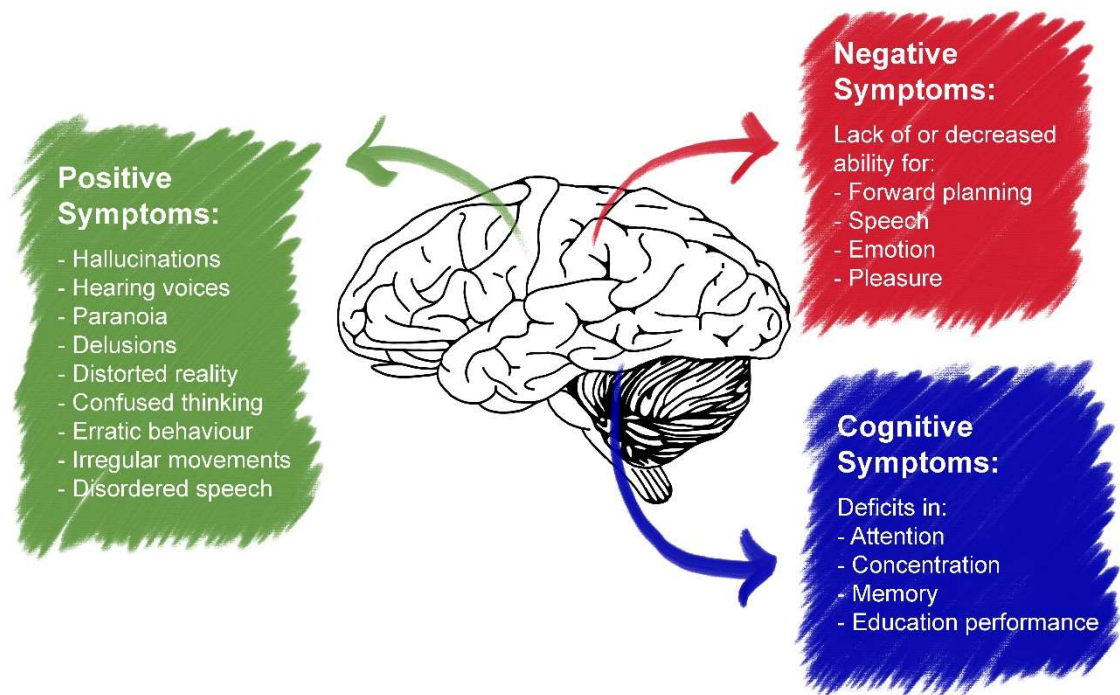 Positive
Symptoms:
- Hallucinations
- Hearing voices
- Paranoia
- Delusions
- Distorted reality
- Confused thinking
- Erratic behaviour
- Irregular movements
- Disordered speech
Negative
Symptoms:
Lack of or decreased
ability for:
- Forward planning
- Speech
- Emotion
- Pleasure
Cognitive
Symptoms:
Deficits in:
- Attention
- Concentration
- Memory
- Education performance